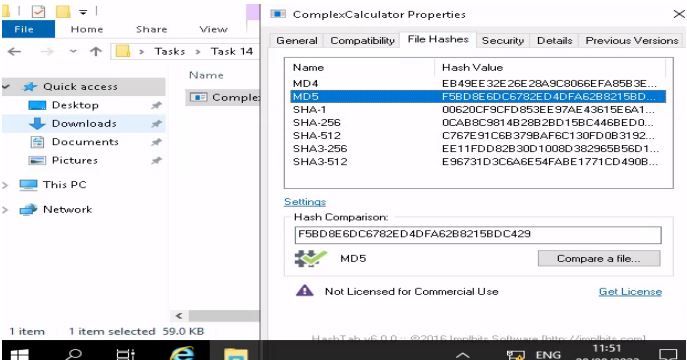 ComplexCalculator Properties
File Home Share View
General Compatibility File Hashes Security Details Previous Versions
Tasks Task 14
Name
Comple
Quick access
Desktop
Downloads
Documents
Pictures
This PC
Network
Name Hash Value
MD4 EB49EE32E26E28A9C8066EFA85B3E...
MD5 F5BD8E6DC6782ED4DFA62B8215BD...
SHA-1 00620CF9CFD853EE97AE43615E6A1...
SHA-256 0CAB8C9814B28B2BD15BC446BED0...
SHA-512 C767E91C6B379BAF6C130FD0B3192...
SHA3-256 EE11FDD82B30D1008D382965B56D1...
SHA3-512 E96731D3C6A6E54FABE1771CD490B...
Settings
Hash Comparison:
F5BD8E6DC6782ED4DFA62B8215BDC429
MD5 Compare a file...
Not Licensed for Commercial Use Get License
1 item 1 item selected 59.0 KB
HashTab v6.0.0 ©2016 Implbits Software [http://implbits.com]
ENG 11:51